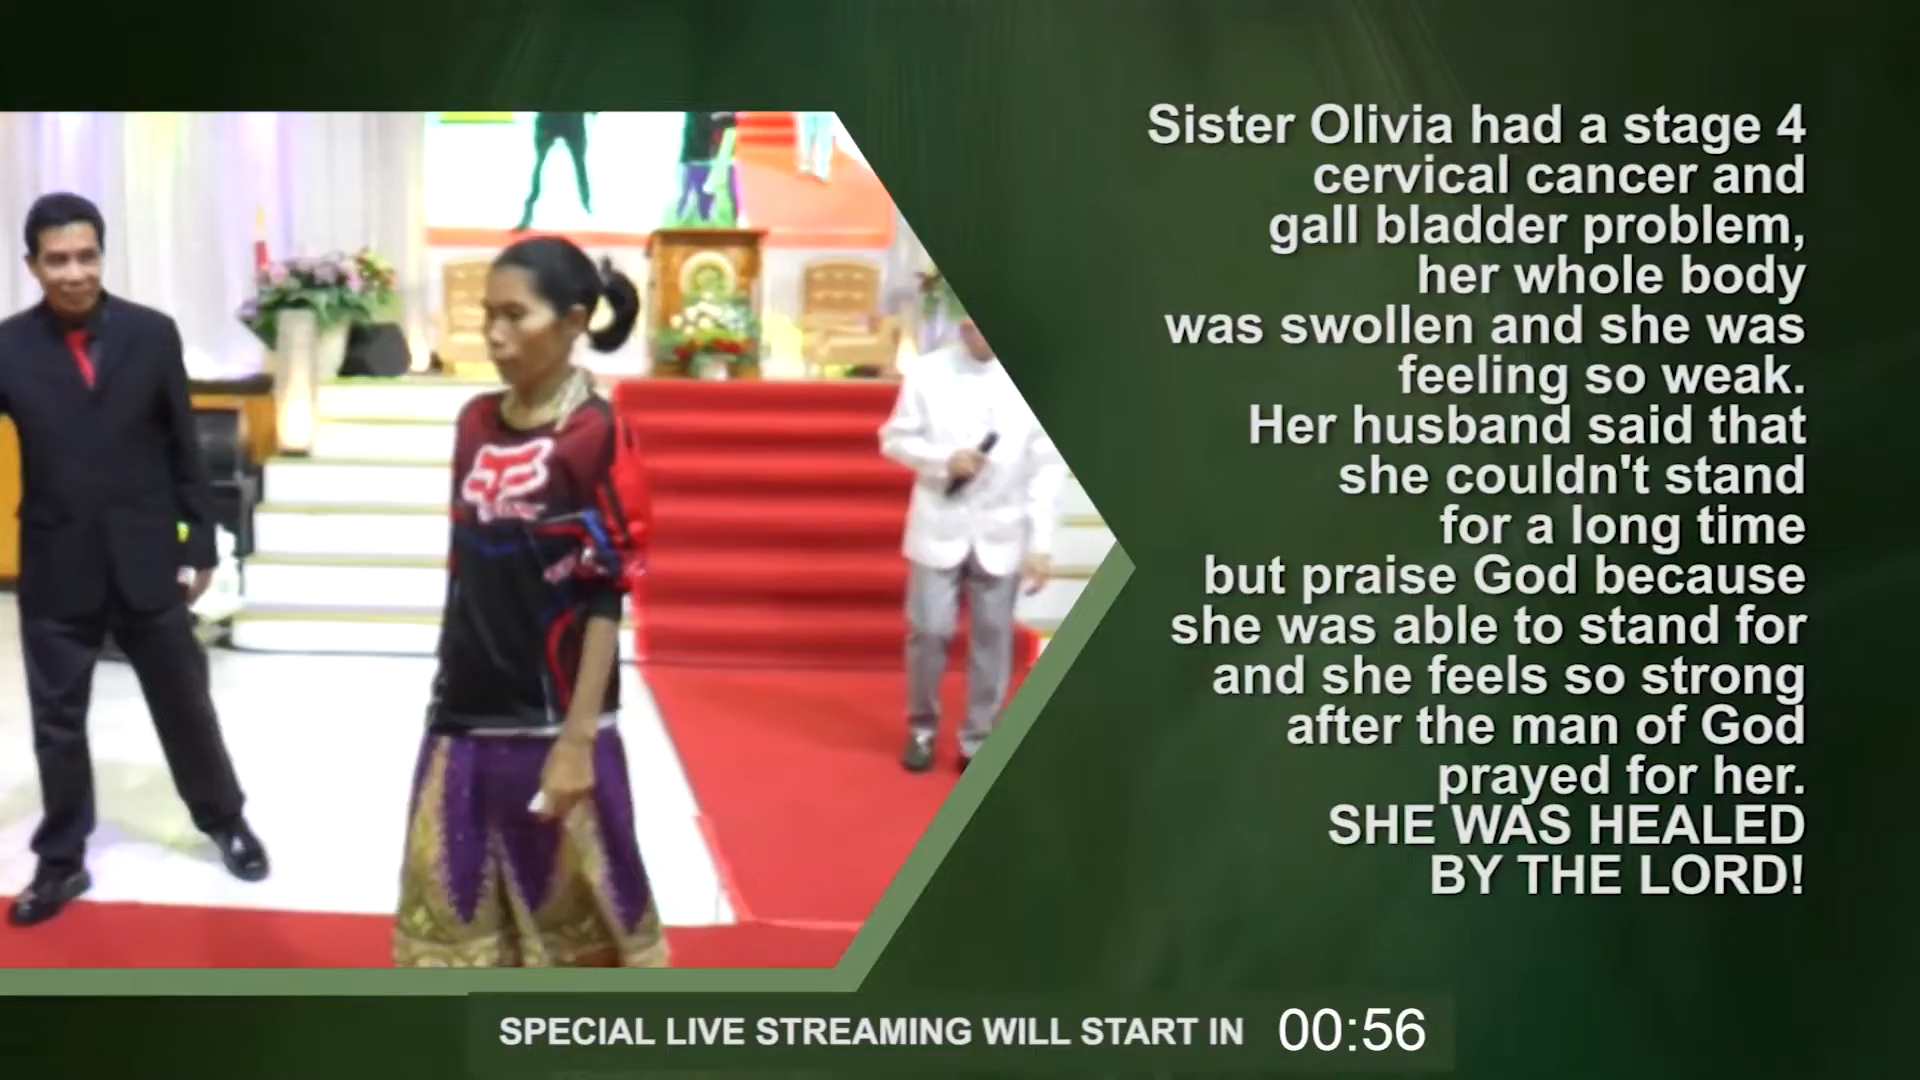 Sister Olivia had a stage 4
cervical cancer and
gall bladder problem,
her whole body
was swollen and she was
feeling so weak.
Her husband said that
she couldn't stand
for a long time
but praise God because
she was able to stand for
and she feels so strong
after the man of God
prayed for her.
SHE WAS HEALED
BY THE LORD!
SPECIAL LIVE STREAMING WILL START IN 00:56